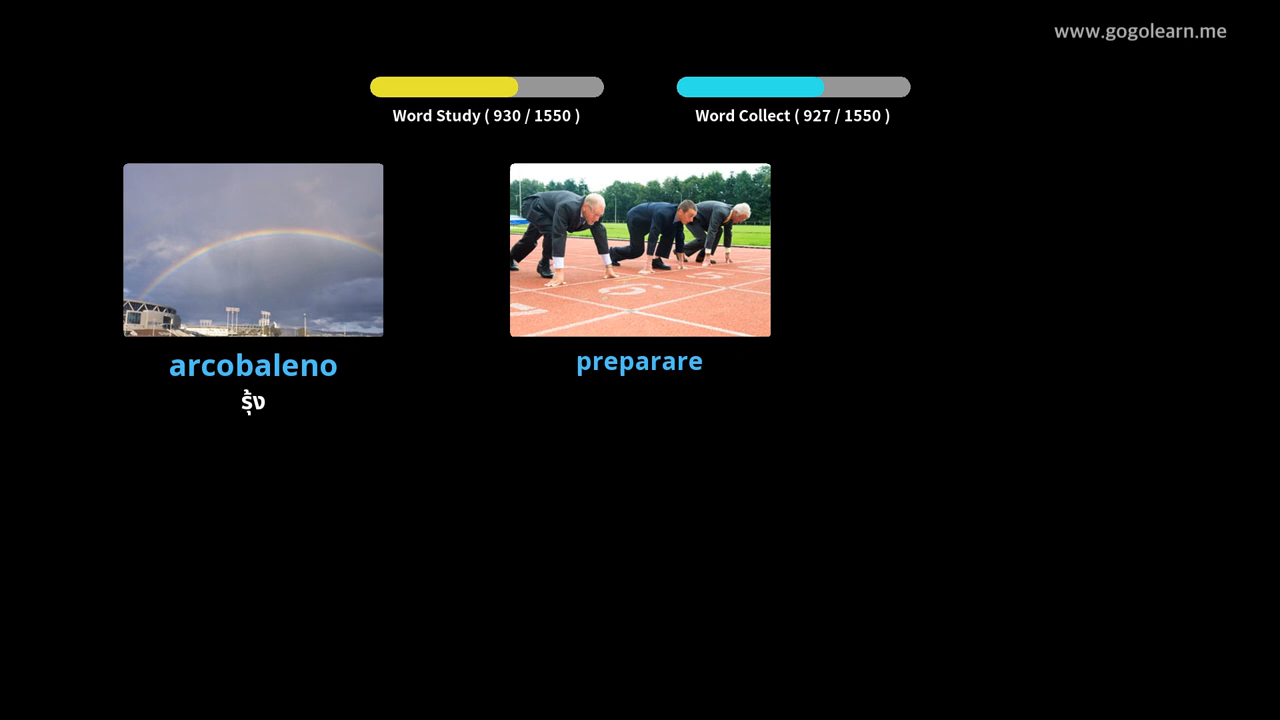 www.gogolearn.me
Word Study ( 930 / 1550 )
Word Collect ( 927 / 1550 )
arcobaleno
รุ้ง
preparare